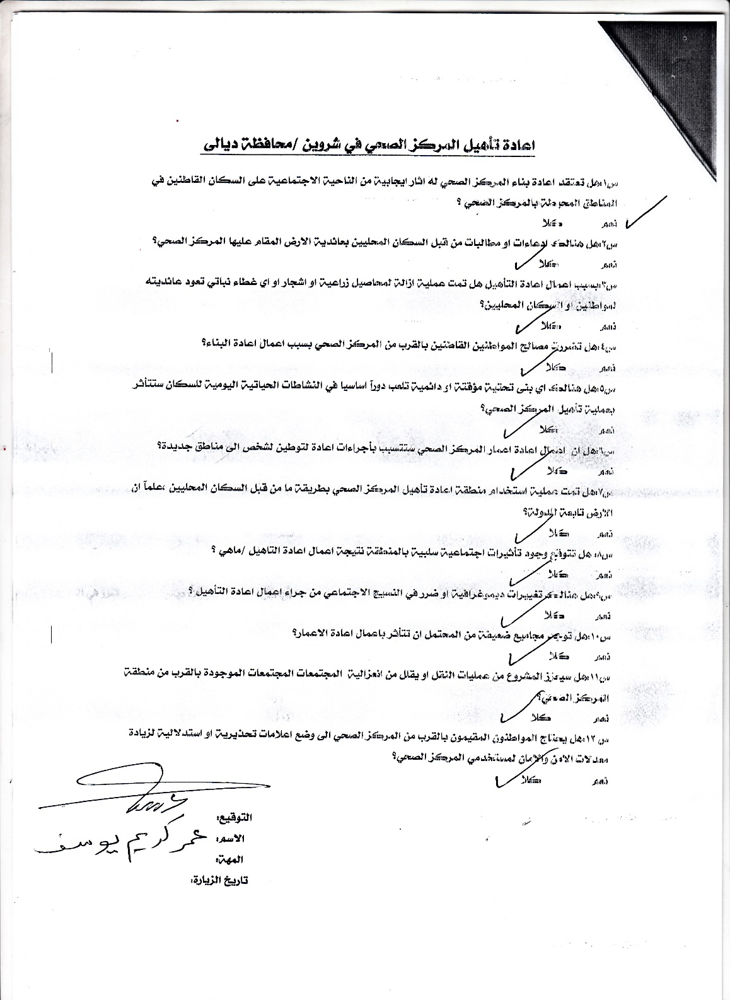 اعادة تأهيل المركز الصحي في شروين /محافظة ديالى
س١:هل تعتقد اعادة بناء المركز الصحي له اثار ايجابية من الناحية الاجتماعية على السكان القاطنين في
المناطق المحيطة بالمركز الصحي ؟
نعم كلا
س٢:هل هنالك ادعاءات او مطالبات من قبل السكان المحليين بعائدية الارض المقام عليها المركز الصحي؟
نعم كلا
س٣:بسبب اعمال اعادة التأهيل هل تمت عملية ازالة لمحاصيل زراعية او اشجار او اي غطاء نباتي تعود عائديته
لمواطنين او السكان المحليين؟
نعم كلا
س٤:هل تضررت مصالح المواطنين القاطنين بالقرب من المركز الصحي بسبب اعمال اعادة البناء؟
نعم كلا
س٥:هل هنالك اي بنى تحتية مؤقتة او دائمية تلعب دورآ اساسيا في النشاطات الحياتية اليومية للسكان ستتأثر
بعملية تأهيل المركز الصحي؟
نعم كلا
س٦:هل ان اعمال اعادة اعمار المركز الصحي ستتسبب بأجراءات اعادة لتوطين لشخص الى مناطق جديدة؟
نعم كلا
س٧:هل تمت عملية استخدام منطقة اعادة تأهيل المركز الصحي بطريقة ما من قبل السكان المحليين ،علمآ ان
الارض تابعة للدولة؟
نعم كلا
س٨: هل تتوقع وجود تأثيرات اجتماعية سلبية بالمنطقة نتيجة اعمال اعادة التاهيل /ماهي ؟
نعم كلا
س٩:هل هنالك تغييرات ديموغرافية او ضرر في النسيج الاجتماعي من جراء اعمال اعادة التأهيل ؟
نعم كلا
س١٠:هل توجد مجاميع ضعيفة من المحتمل ان تتأثر باعمال اعادة الاعمار؟
نعم كلا
س١١:هل سيعزز المشروع من عمليات النقل او يقلل من انعزالية المجتمعات المجتمعات الموجودة بالقرب من منطقة
المركز الصحي؟
نعم كلا
س١٢:هل يحتاج المواطنون المقيمون بالقرب من المركز الصحي الى وضع اعلامات تحذيرية او استدلالية لزيادة
معدلات الامن والامان لمستخدمي المركز الصحي؟
نعم كلا
التوقيع:
الاسم: عمر كريم يوسف
المهة:
تاريخ الزيارة: